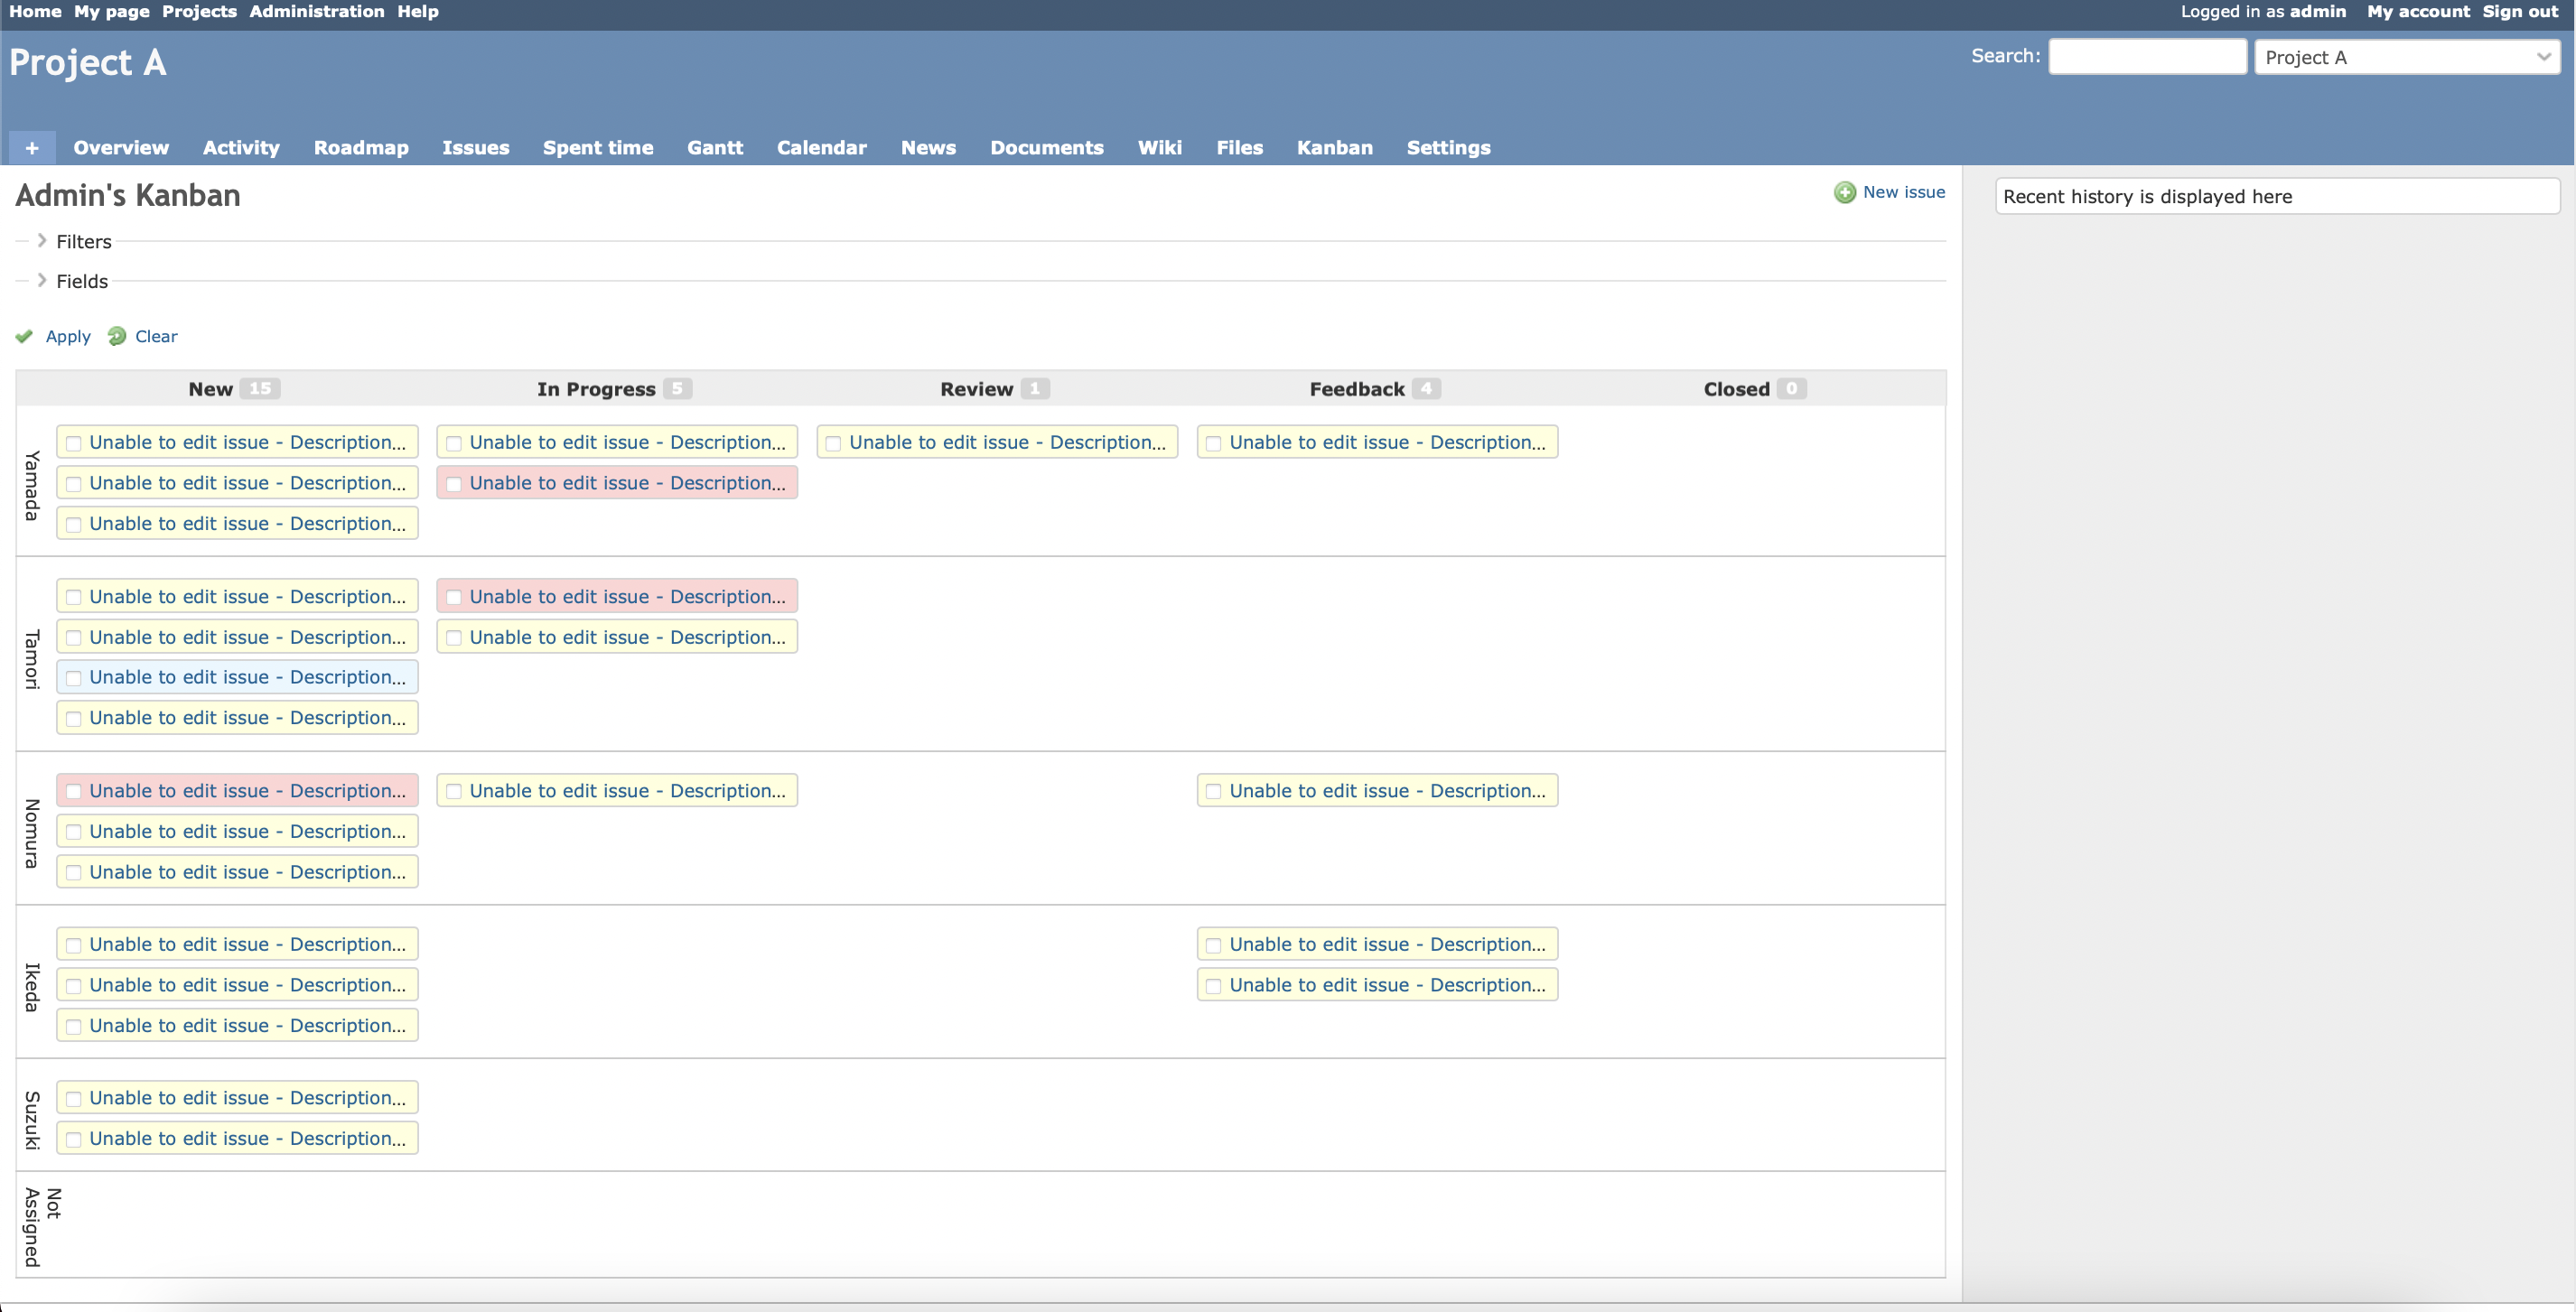 Home My page Projects Administration Help Logged in as admin My account Sign out
Project A Search: Project A
+ Overview Activity Roadmap Issues Spent time Gantt Calendar News Documents Wiki Files Kanban Settings
Admin's Kanban New issue Recent history is displayed here
Filters
Fields
Apply Clear
New 15 In Progress 5 Review 1 Feedback 4 Closed 0
Yamada
Unable to edit issue - Description... Unable to edit issue - Description... Unable to edit issue - Description... Unable to edit issue - Description...
Unable to edit issue - Description... Unable to edit issue - Description...
Unable to edit issue - Description...
Tamori
Unable to edit issue - Description... Unable to edit issue - Description...
Unable to edit issue - Description... Unable to edit issue - Description...
Unable to edit issue - Description...
Unable to edit issue - Description...
Nomura
Unable to edit issue - Description... Unable to edit issue - Description... Unable to edit issue - Description...
Unable to edit issue - Description...
Unable to edit issue - Description...
Ikeda
Unable to edit issue - Description... Unable to edit issue - Description...
Unable to edit issue - Description... Unable to edit issue - Description...
Unable to edit issue - Description...
Suzuki
Unable to edit issue - Description...
Unable to edit issue - Description...
Not
Assigned